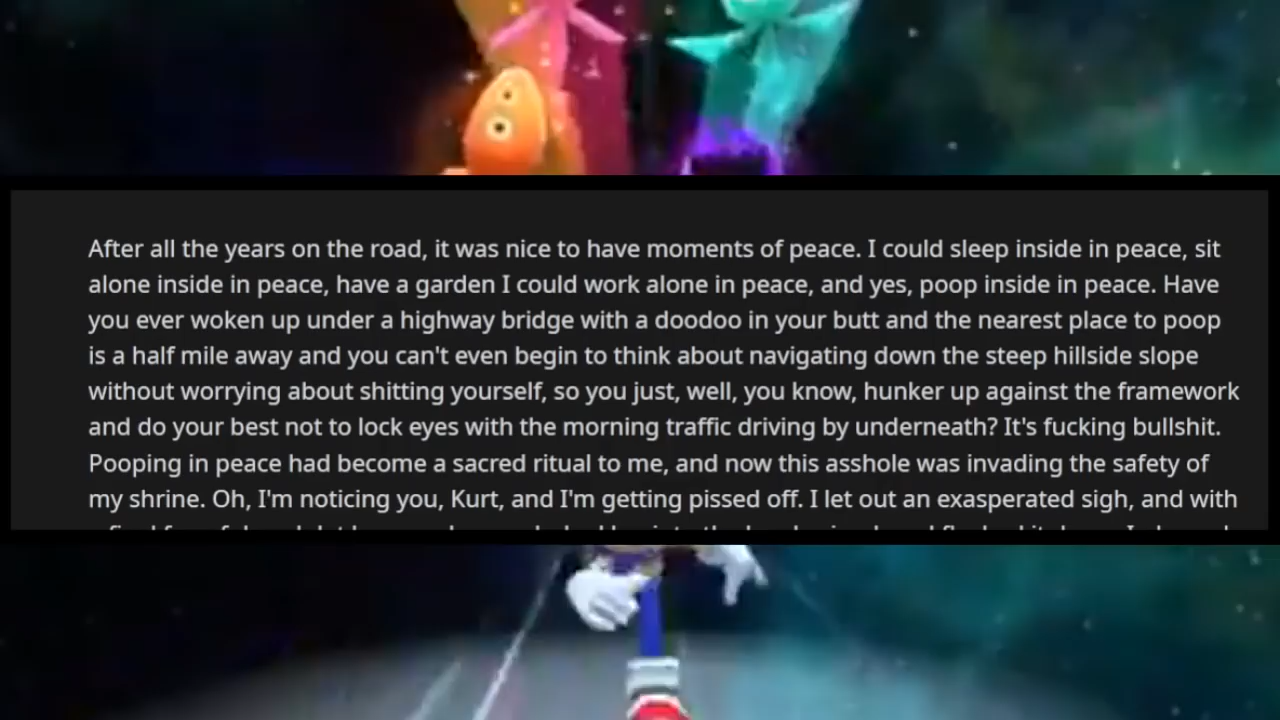 After all the years on the road, it was nice to have moments of peace. I could sleep inside in peace, sit
alone inside in peace, have a garden I could work alone in peace, and yes, poop inside in peace. Have
you ever woken up under a highway bridge with a doodoo in your butt and the nearest place to poop
is a half mile away and you can't even begin to think about navigating down the steep hillside slope
without worrying about shitting yourself, so you just, well, you know, hunker up against the framework
and do your best not to lock eyes with the morning traffic driving by underneath? It's fucking bullshit.
Pooping in peace had become a sacred ritual to me, and now this asshole was invading the safety of
my shrine. Oh, I'm noticing you, Kurt, and I'm getting pissed off. I let out an exasperated sigh, and with